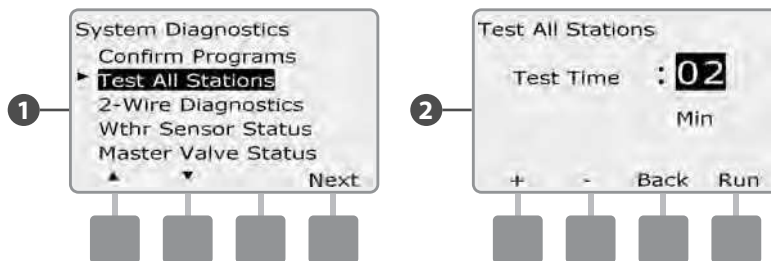 1
System Diagnostics
Confirm Programs
Test All Stations
2-Wire Diagnostics
Wthr Sensor Status
Master Valve Status
Next
2
Test All Stations
Test Time : 02
Min
+ - Back Run